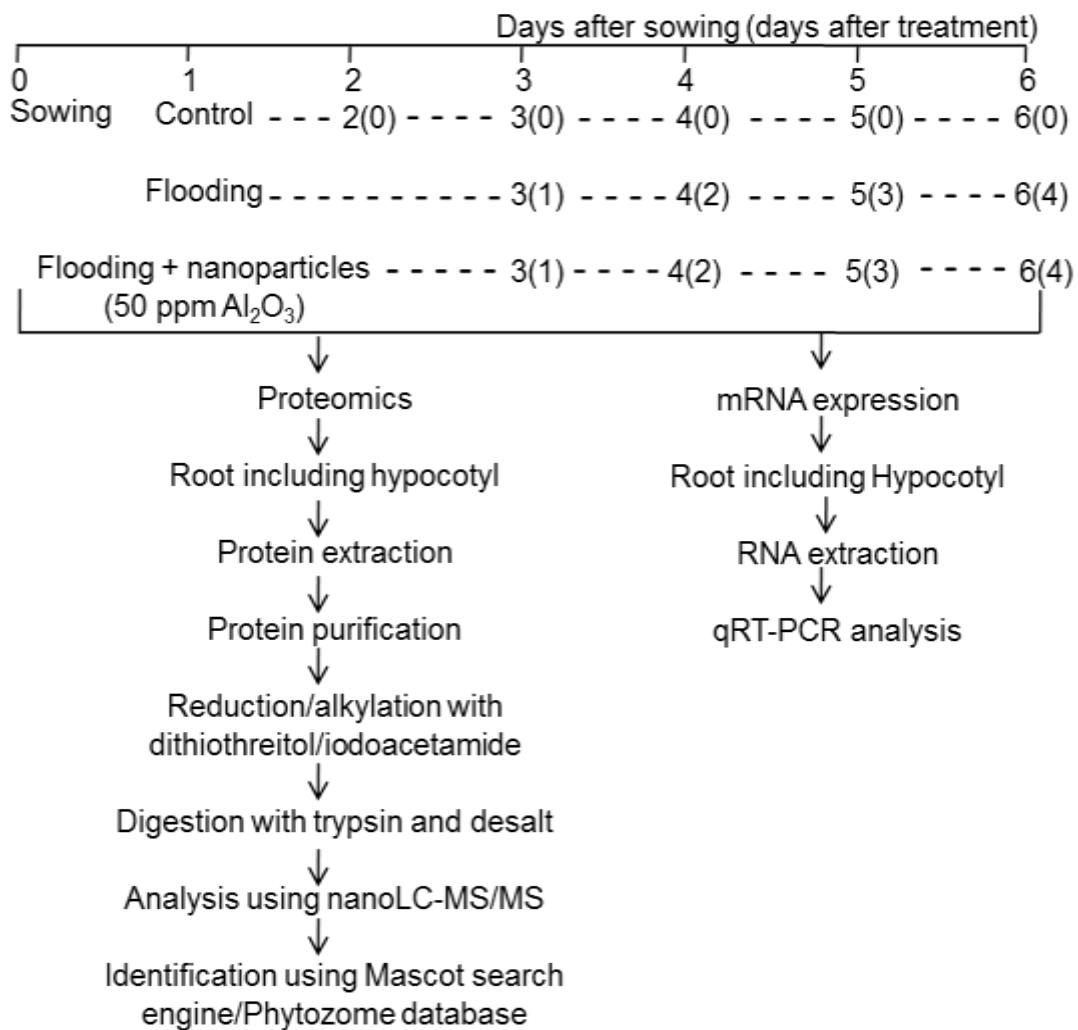 Days after sowing (days after treatment)
0 1 2 3 4 5 6
Sowing Control - - - 2(0) - - - - 3(0) - - - - 4(0) - - - - 5(0) - - - - 6(0)
Flooding - - - - - - - - - - 3(1) - - - - 4(2) - - - - 5(3) - - - - 6(4)
Flooding + nanoparticles - - - - - 3(1) - - - - 4(2) - - - - 5(3) - - - - 6(4)
(50 ppm Al₂O₃)
Proteomics mRNA expression
Root including hypocotyl Root including Hypocotyl
Protein extraction RNA extraction
Protein purification qRT-PCR analysis
Reduction/alkylation with
dithiothreitol/iodoacetamide
Digestion with trypsin and desalt
Analysis using nanoLC-MS/MS
Identification using Mascot search
engine/Phytozome database